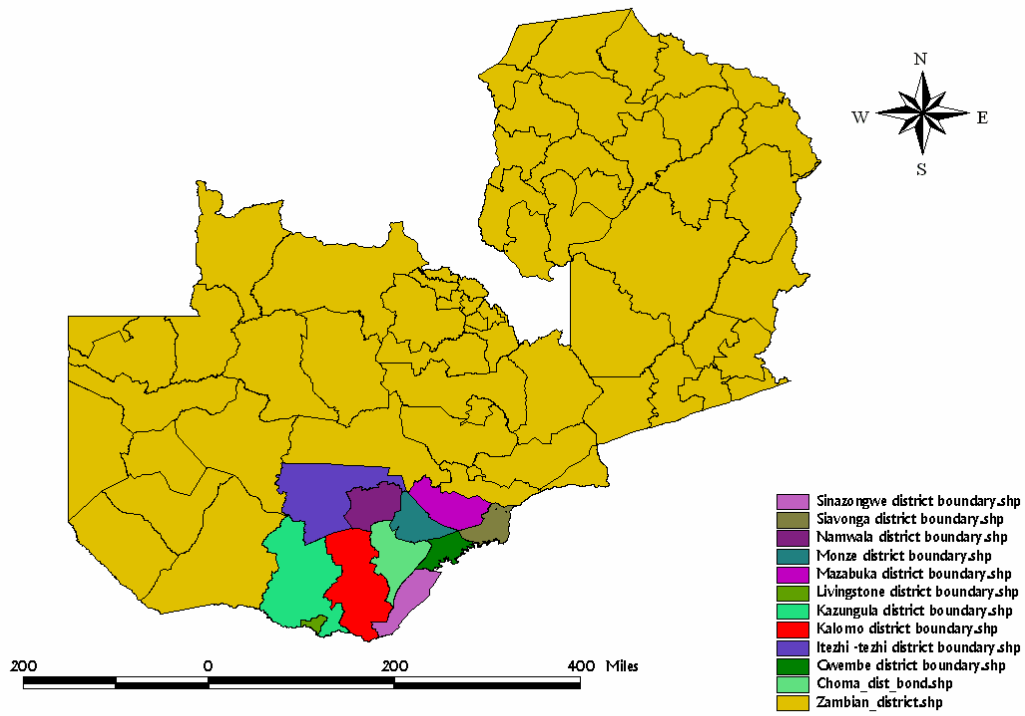 N
W E
S
Sinazongwe district boundary.shp
Siavonga district boundary.shp
Namwala district boundary.shp
Monze district boundary.shp
Mazabuka district boundary.shp
Livingstone district boundary.shp
Kazungula district boundary.shp
Kalomo district boundary.shp
Itezhi -tezhi district boundary.shp
Gwembe district boundary.shp
Choma_dist_bond.shp
Zambian_district.shp
200 0 200 400 Miles